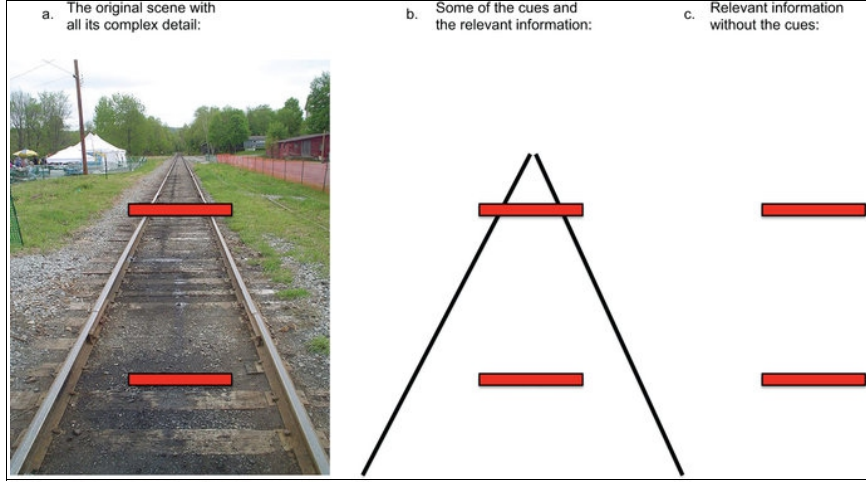 a. The original scene with
all its complex detail:
b. Some of the cues and
the relevant information:
c. Relevant information
without the cues: